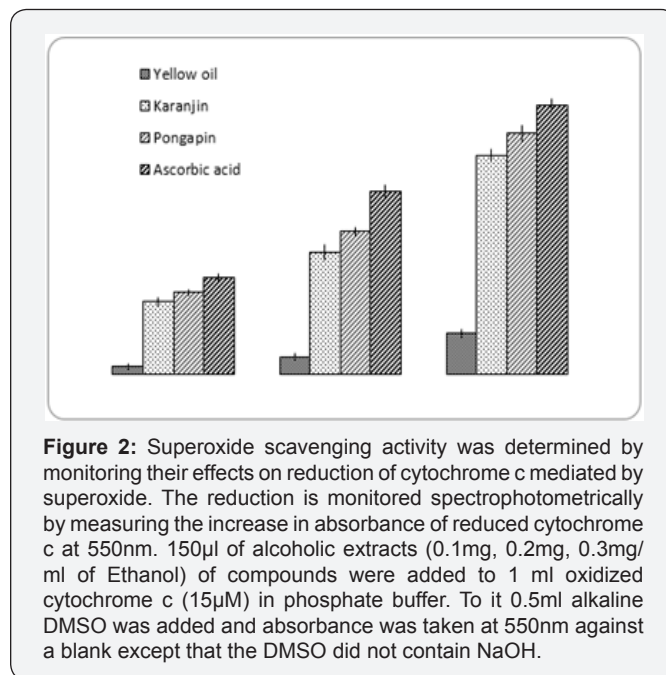 Yellow oil
Karanjin
Pongapin
Ascorbic acid
Figure 2: Superoxide scavenging activity was determined by
monitoring their effects on reduction of cytochrome c mediated by
superoxide. The reduction is monitored spectrophotometrically
by measuring the increase in absorbance of reduced cytochrome
c at 550nm. 150µl of alcoholic extracts (0.1mg, 0.2mg, 0.3mg/
ml of Ethanol) of compounds were added to 1 ml oxidized
cytochrome c (15µM) in phosphate buffer. To it 0.5ml alkaline
DMSO was added and absorbance was taken at 550nm against
a blank except that the DMSO did not contain NaOH.